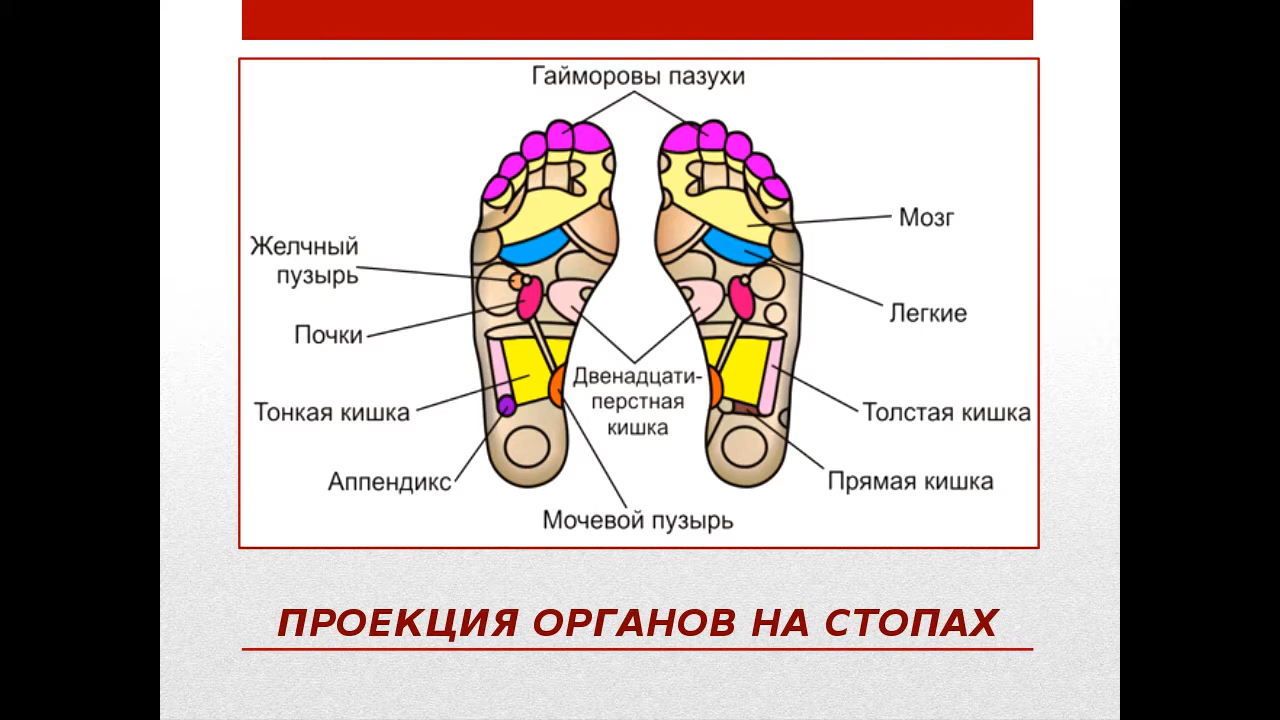 Гайморовы пазухи
Мозг
Желчный
пузырь
Легкие
Почки
Двенадцати-
перстная
кишка
Тонкая кишка
Толстая кишка
Аппендикс
Прямая кишка
Мочевой пузырь
ПРОЕКЦИЯ ОРГАНОВ НА СТОПАХ